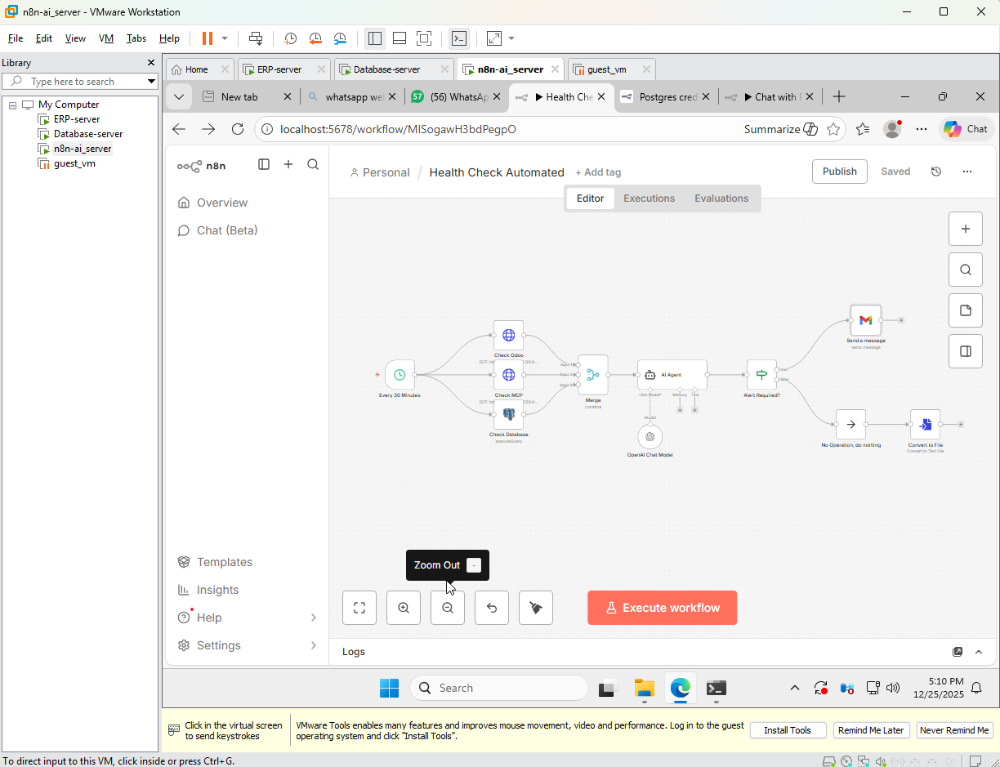 n8n-ai_server - VMware Workstation
File Edit View VM Tabs Help
Library
Type here to search
My Computer
ERP-server
Database-server
n8n-ai_server
guest_vm
Home
ERP-server
Database-server
n8n-ai_server
guest_vm
New tab
whatsapp we
57
(56) WhatsAp
Health Che
Postgres cred
Chat with
localhost:5678/workflow/MlSogawH3bdPegpO
Summarize
Chat
n8n
Personal / Health Check Automated + Add tag
Publish
Saved
Editor
Executions
Evaluations
Overview
Chat (Beta)
Every 30 Minutes
Check Odoo
Check MCP
Check Database
executeQuery
Input 1
Input 2
Input 3
Merge
combine
AI Agent
Chat Model*
Memory
Tool
Model
OpenAI Chat Model
Alert Required?
true
false
Send a message
send: message
No Operation, do nothing
Convert to File
Convert to Text File
Templates
Insights
Help
Settings
Zoom Out -
Execute workflow
Logs
Search
5:10 PM
12/25/2025
Click in the virtual screen
to send keystrokes
VMware Tools enables many features and improves mouse movement, video and performance. Log in to the guest
operating system and click "Install Tools".
Install Tools
Remind Me Later
Never Remind Me
To direct input to this VM, click inside or press Ctrl+G.